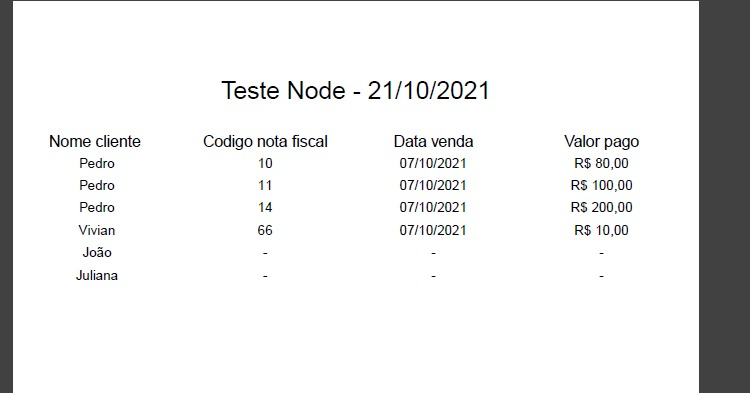 Teste Node - 21/10/2021
Nome cliente Codigo nota fiscal Data venda Valor pago
Pedro 10 07/10/2021 R$ 80,00
Pedro 11 07/10/2021 R$ 100,00
Pedro 14 07/10/2021 R$ 200,00
Vivian 66 07/10/2021 R$ 10,00
João - - -
Juliana - - -